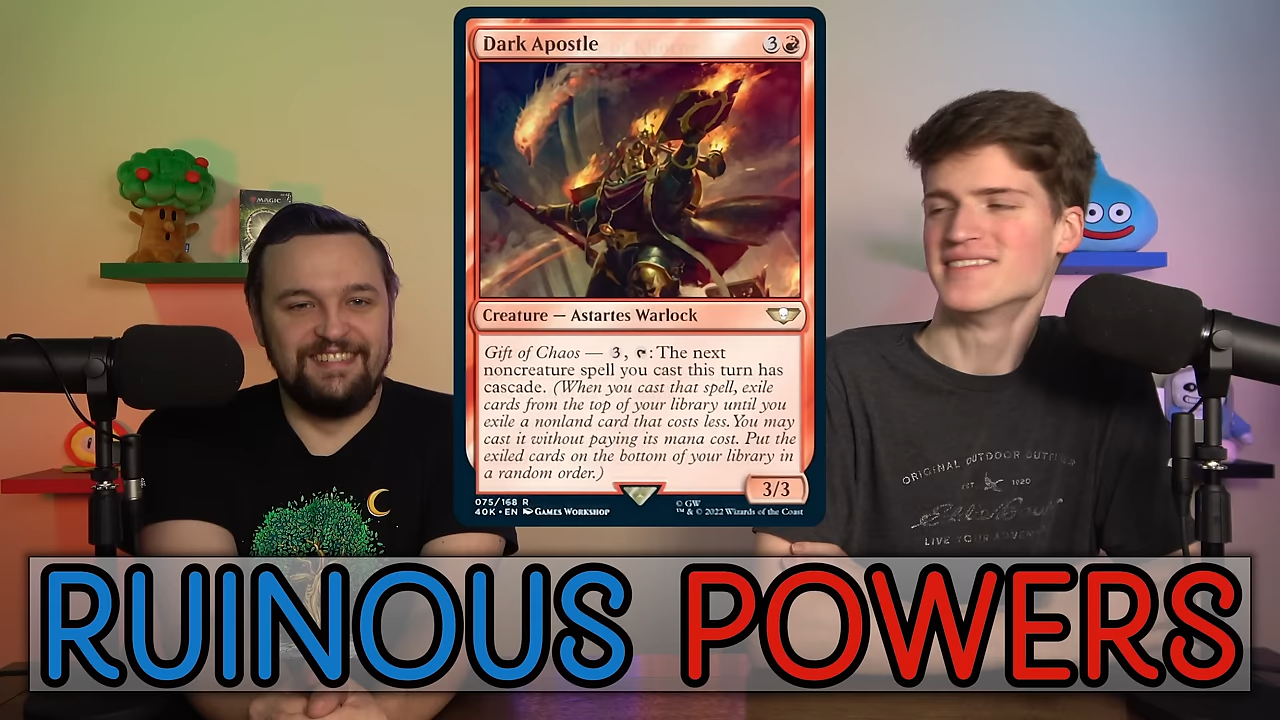 Dark Apostle 3
MAGIC
Creature — Astartes Warlock
Gift of Chaos — 3, : The next
noncreature spell you cast this turn has
cascade. (When you cast that spell, exile
cards from the top of your library until you
exile a nonland card that costs less. You may
cast it without paying its mana cost. Put the
exiled cards on the bottom of your library in
a random order.)
3/3
075/168 R
40K • EN GAMES WORKSHOP
© GW
™ & © 2022 Wizards of the Coast
ORIGINAL OUTDOOR OUTFITTER
EST. 1920
Eddie Bauer
LIVE YOUR ADVENTURE
RUINOUS POWERS